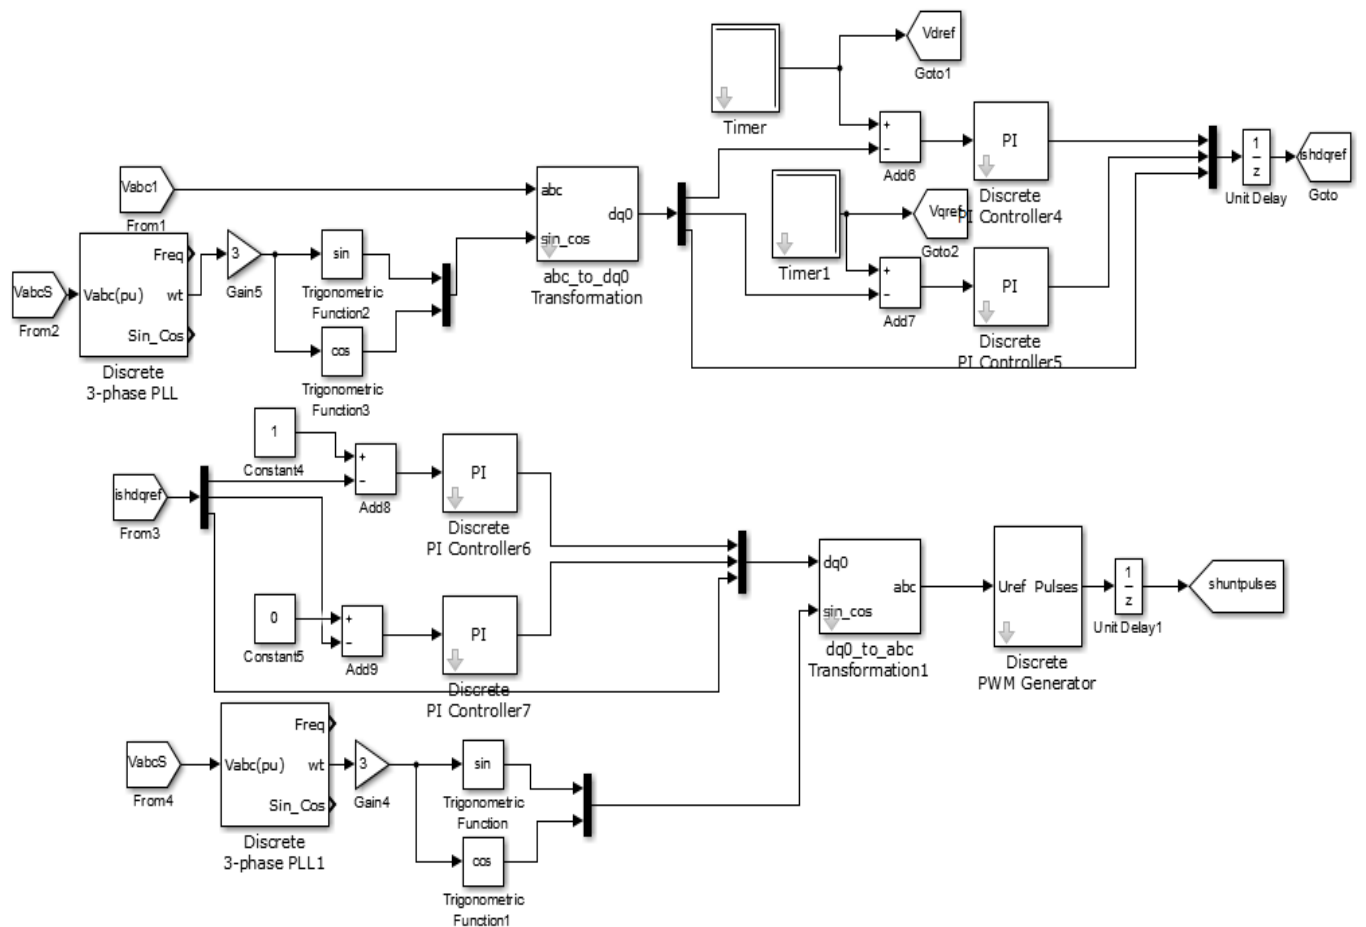 Vdref
Goto1
Timer
+
-
Add6
PI
Discrete
PI Controller4
1
z
Unit Delay
ishdqref
Goto
Vabc1
From1
abc
dq0
sin_cos
abc_to_dq0
Transformation
Vqref
Goto2
Timer1
+
-
Add7
PI
Discrete
PI Controller5
VabcS
From2
Freq
Vabc(pu)
wt
Sin_Cos
Discrete
3-phase PLL
3
Gain5
sin
Trigonometric
Function2
cos
Trigonometric
Function3
1
Constant4
+
-
Add8
PI
Discrete
PI Controller6
ishdqref
From3
0
Constant5
+
-
Add9
PI
Discrete
PI Controller7
dq0
abc
sin_cos
dq0_to_abc
Transformation1
Uref Pulses
Discrete
PWM Generator
1
z
Unit Delay1
shuntpulses
VabcS
From4
Freq
Vabc(pu)
wt
Sin_Cos
Discrete
3-phase PLL1
3
Gain4
sin
Trigonometric
Function
cos
Trigonometric
Function1